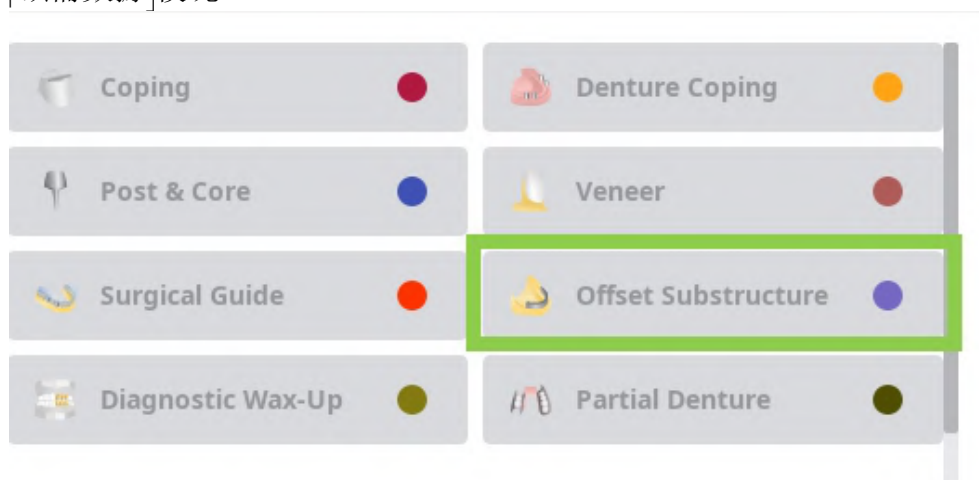 Coping
Denture Coping
Post & Core
Veneer
Surgical Guide
Offset Substructure
Diagnostic Wax-Up
Partial Denture